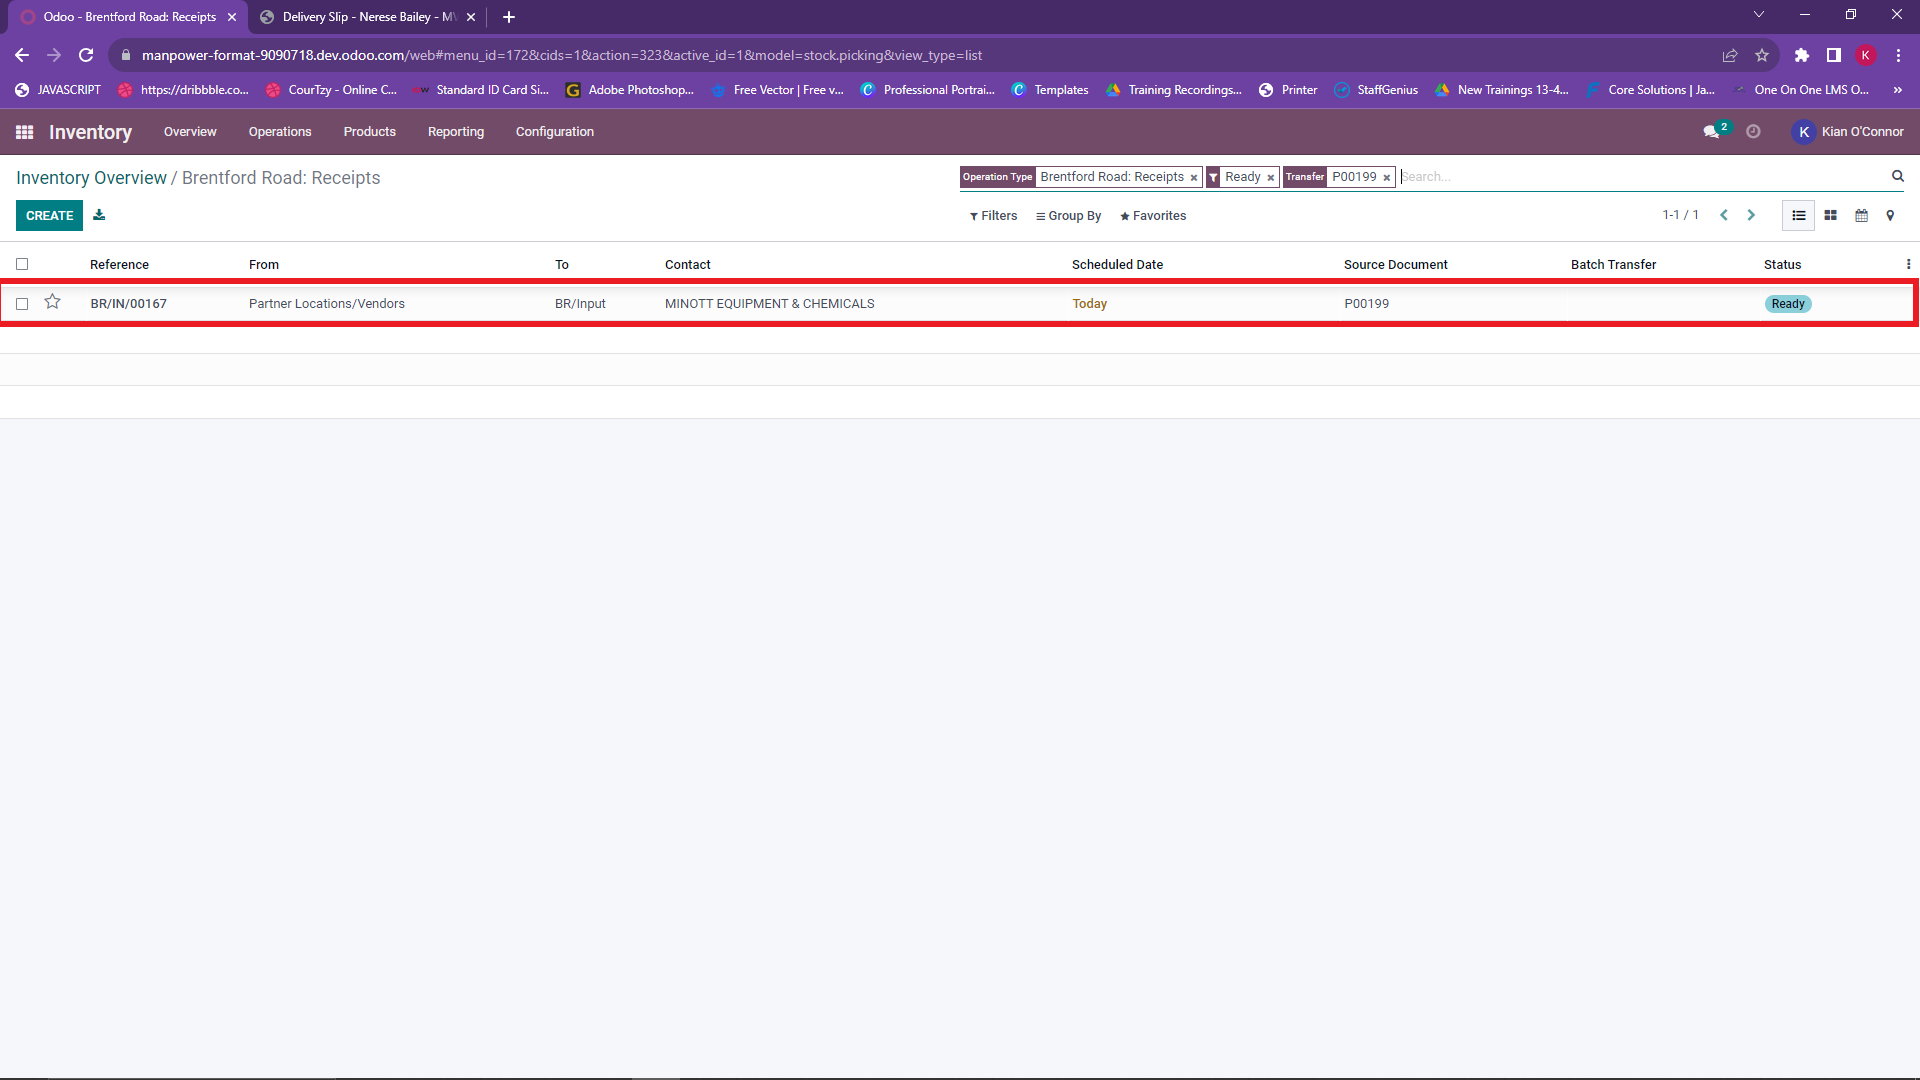 Odoo - Brentford Road: Receipts
Delivery Slip - Nerese Bailey - M
manpower-format-9090718.dev.odoo.com/web#menu_id=172&cids=1&action=323&active_id=1&model=stock.picking&view_type=list
K
JAVASCRIPT https://dribbble.co... CourTzy - Online C... Standard ID Card Si... Adobe Photoshop... Free Vector | Free v... Professional Portrai... Templates Training Recordings... Printer StaffGenius New Trainings 13-4... Core Solutions | Ja... One On One LMS O... »
Inventory Overview Operations Products Reporting Configuration 2 K Kian O'Connor
Inventory Overview / Brentford Road: Receipts
Operation Type Brentford Road: Receipts Ready Transfer P00199 Search...
CREATE Filters Group By Favorites 1-1 / 1
Reference From To Contact Scheduled Date Source Document Batch Transfer Status
BR/IN/00167 Partner Locations/Vendors BR/Input MINOTT EQUIPMENT & CHEMICALS Today P00199 Ready